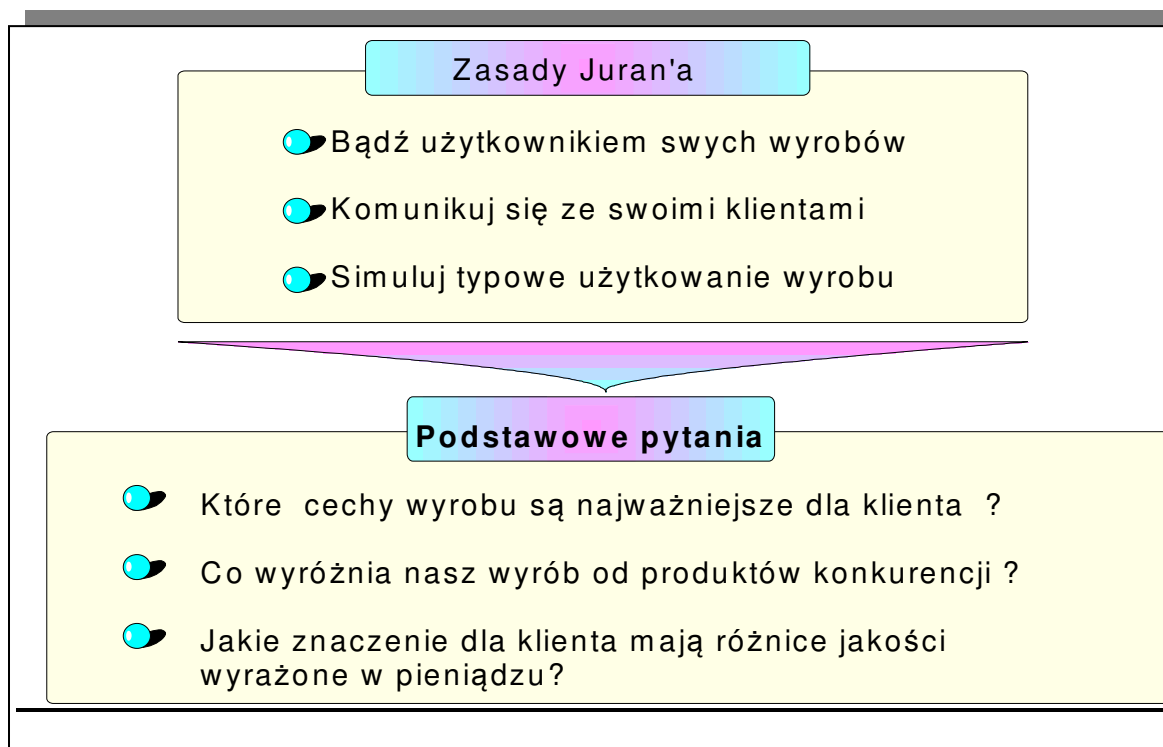 Zasady Juran'a
Bądź użytkownikiem swych wyrobów
Komunikuj się ze swoimi klientami
Simuluj typowe użytkowanie wyrobu
Podstawowe pytania
Które cechy wyrobu są najważniejsze dla klienta ?
Co wyróżnia nasz wyrób od produktów konkurencji ?
Jakie znaczenie dla klienta mają różnice jakości
wyrażone w pieniądzu?